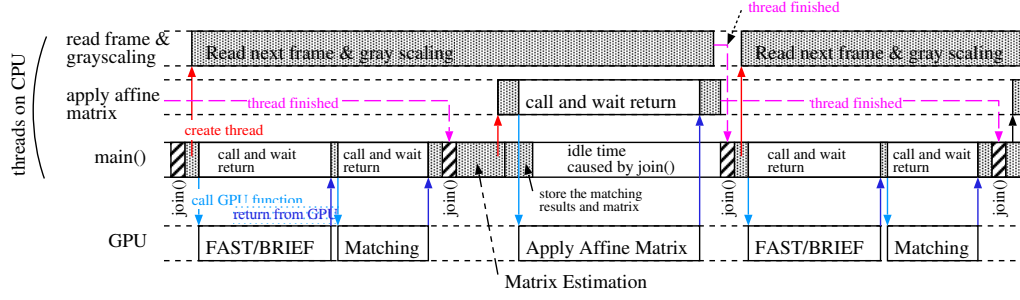 thread finished
read frame &
grayscaling
Read next frame & gray scaling
Read next frame & gray scaling
threads on CPU
apply affine
matrix
thread finished
call and wait return
thread finished
create thread
main()
call and wait
return
call and wait
return
idle time
caused by join()
call and wait
return
call and wait
return
join()
join()
join()
join()
store the matching
results and matrix
call GPU function
return from GPU
GPU
FAST/BRIEF
Matching
Apply Affine Matrix
FAST/BRIEF
Matching
Matrix Estimation